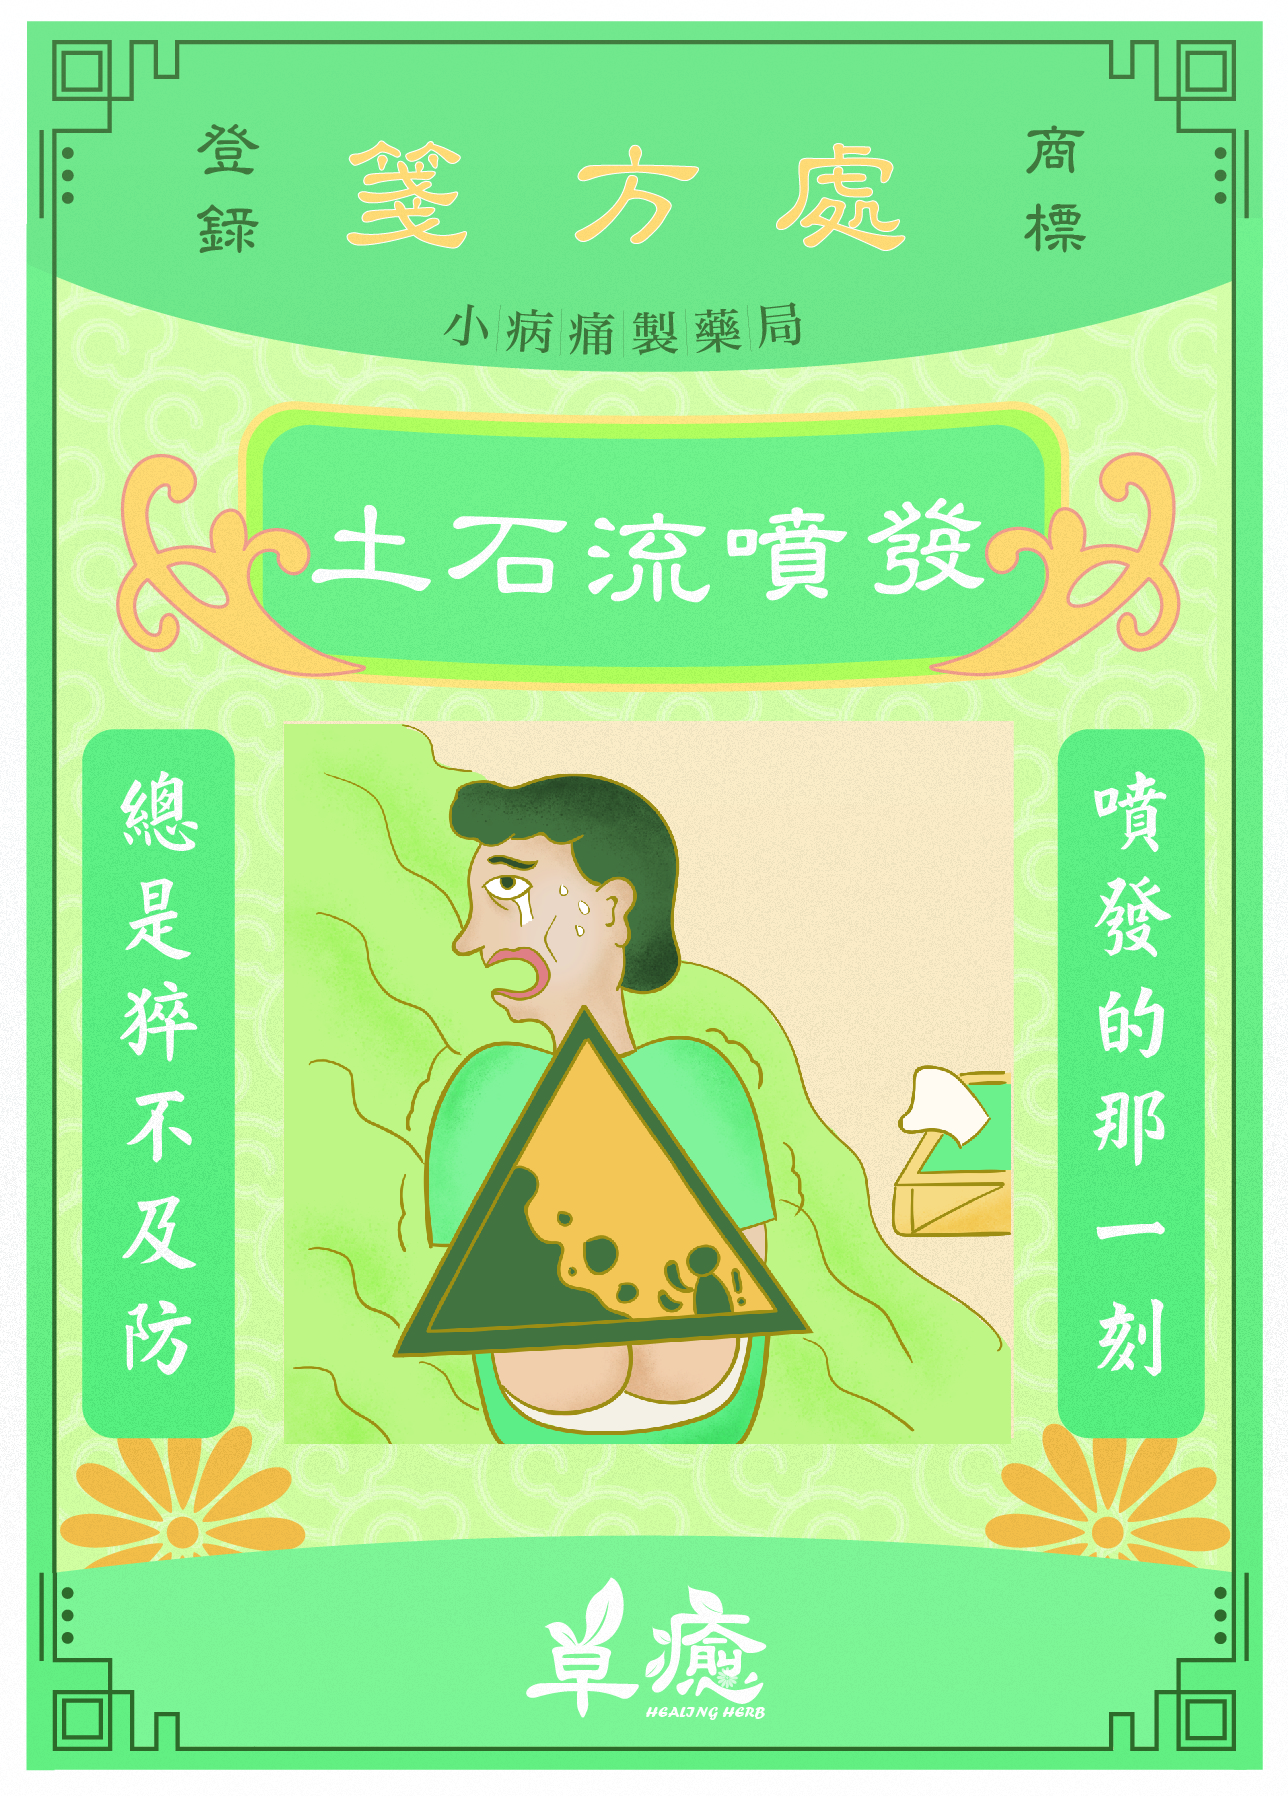 商標
處方箋
登錄
小病痛製藥局
土石流噴發
噴發的那一刻
總是猝不及防
草癒
HEALING HERB